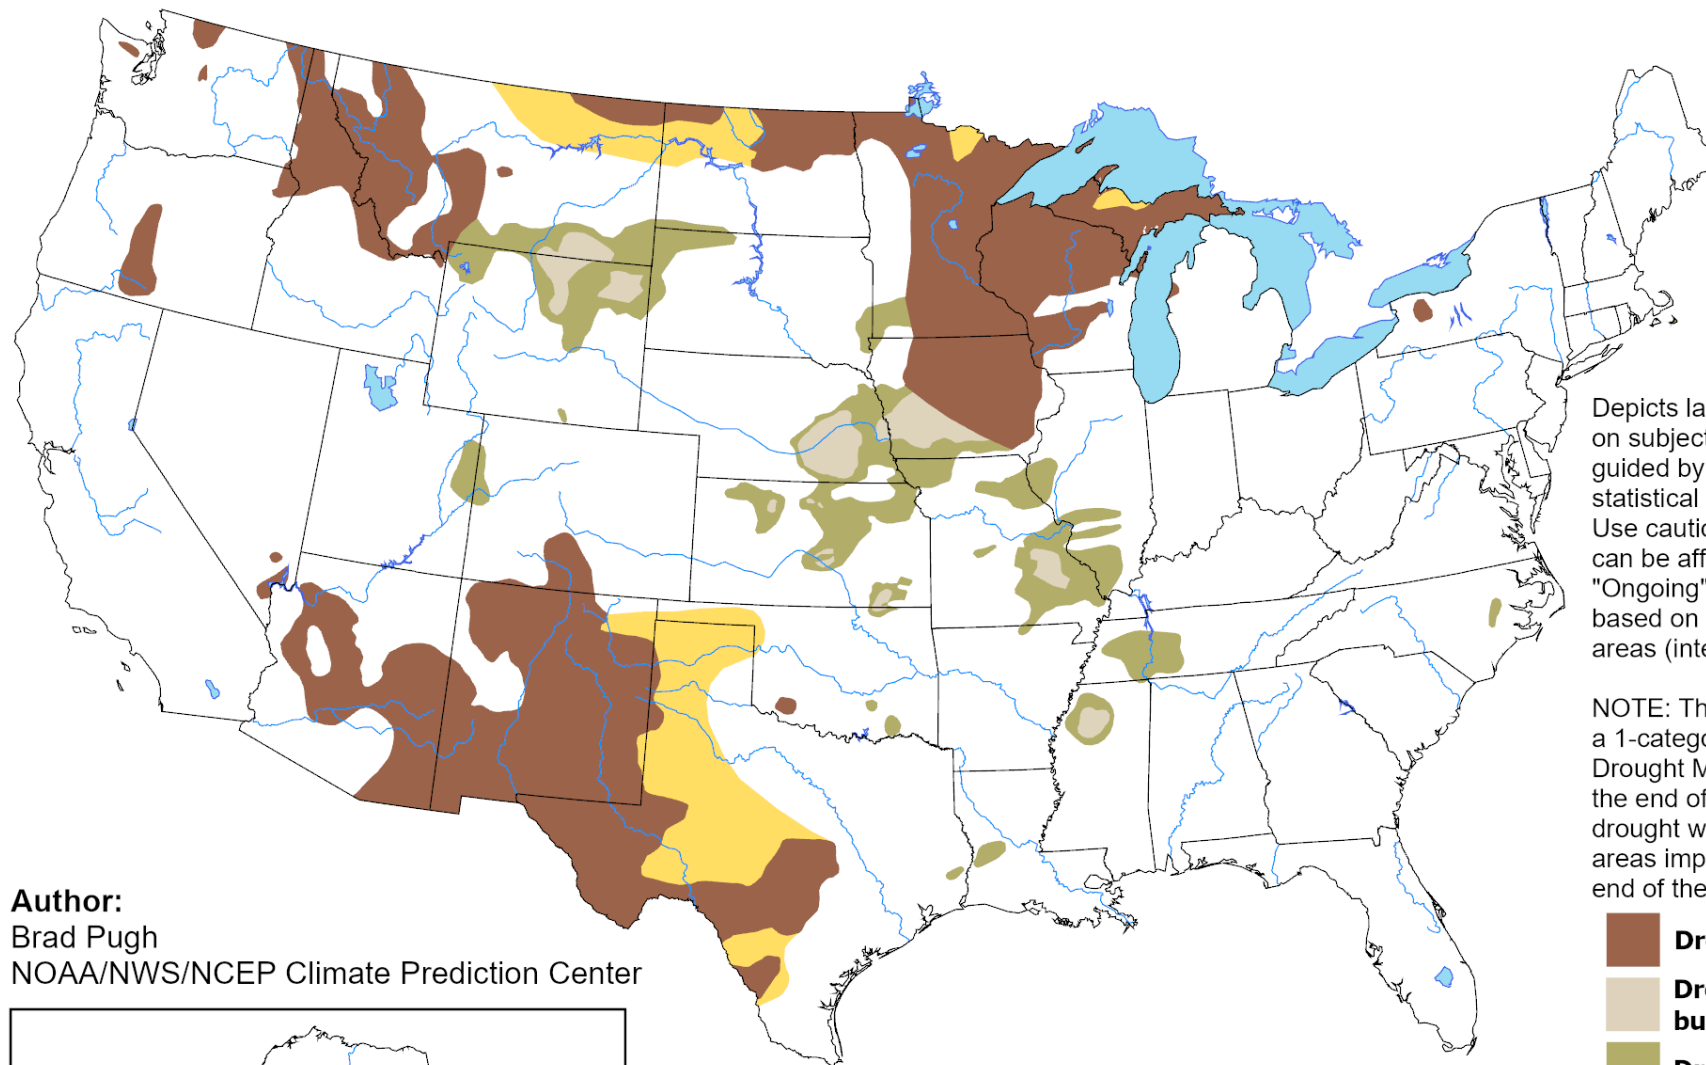 Depicts la
on subject
guided by
statistical
Use cautio
can be aff
"Ongoing"
based on
areas (inte
NOTE: Th
a 1-catego
Drought M
the end of
drought w
areas imp
end of the
Author:
Brad Pugh
NOAA/NWS/NCEP Climate Prediction Center
Dr
Dr
bu